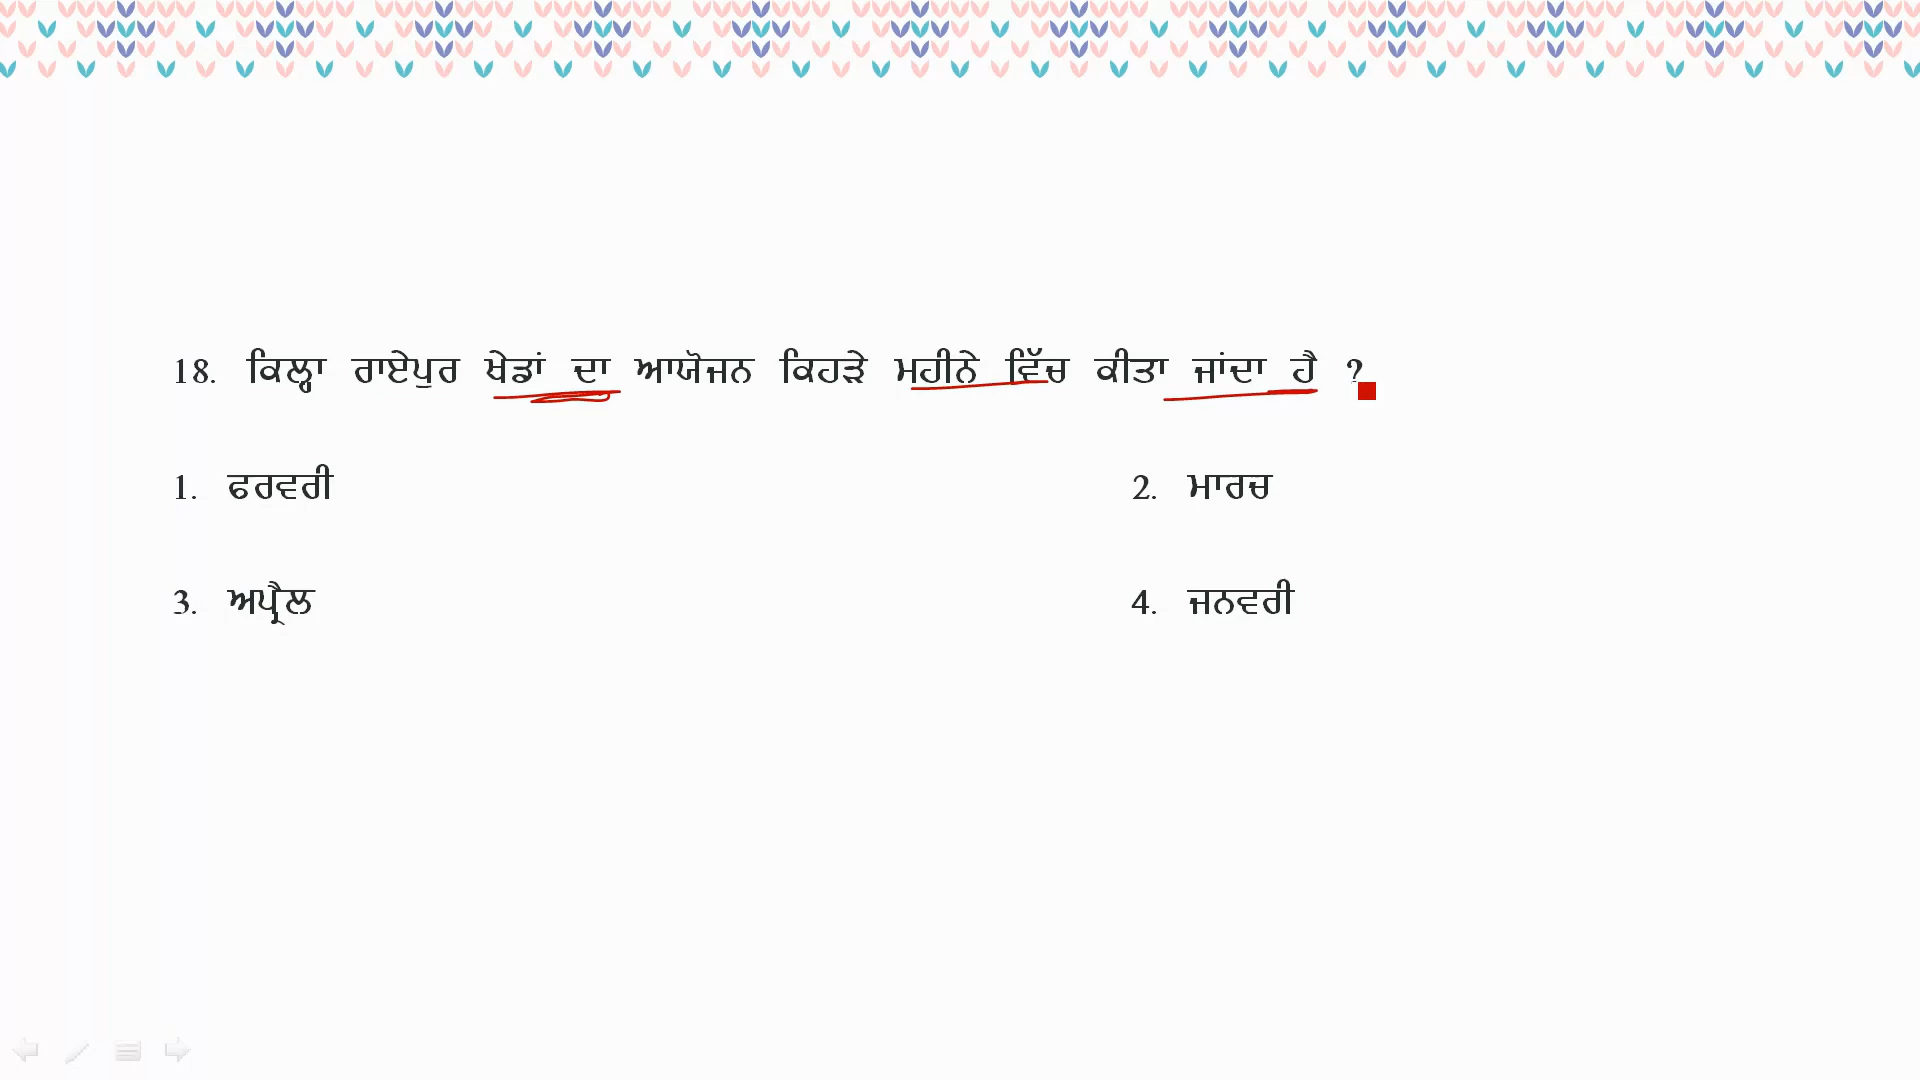 18. ਕਿਲ੍ਹਾ ਰਾਏਪੁਰ ਖੇਡਾਂ ਦਾ ਆਯੋਜਨ ਕਿਹੜੇ ਮਹੀਨੇ ਵਿੱਚ ਕੀਤਾ ਜਾਂਦਾ ਹੈ ?
1. ਫਰਵਰੀ 2. ਮਾਰਚ
3. ਅਪ੍ਰੈਲ 4. ਜਨਵਰੀ